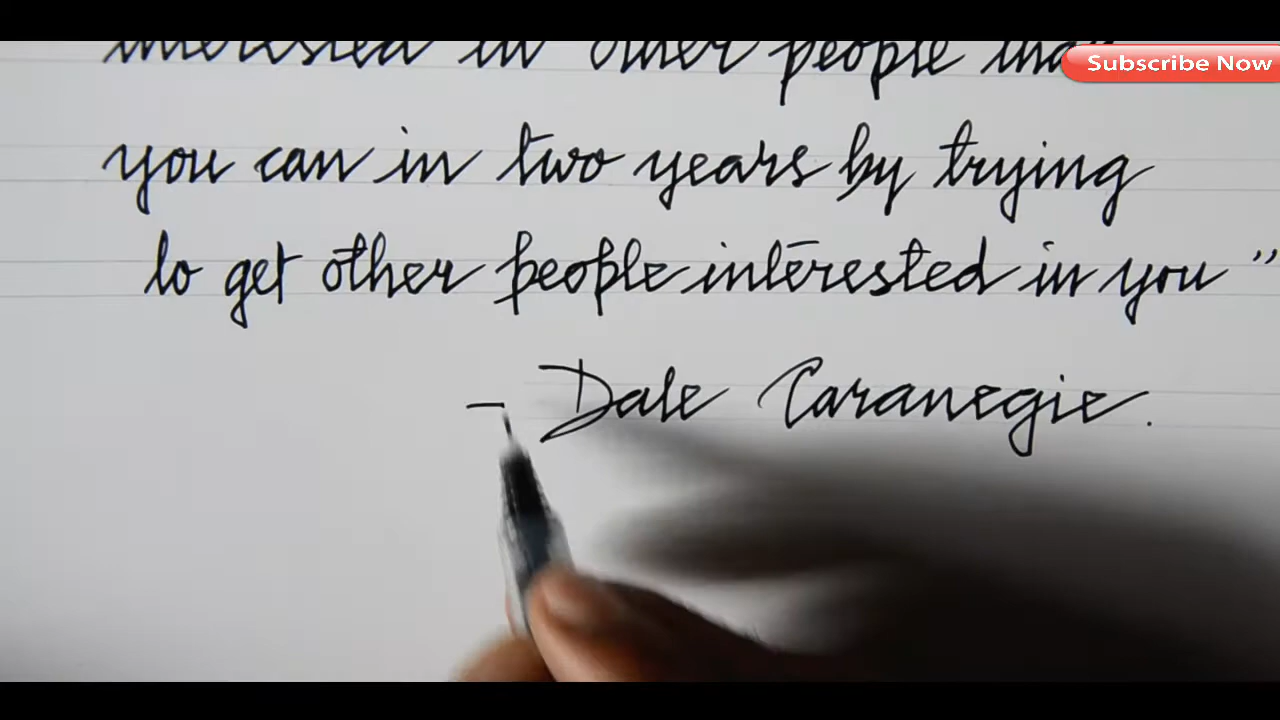 interested in other people than
Subscribe Now
you can in two years by trying
to get other people interested in you”
– Dale Caranegie.